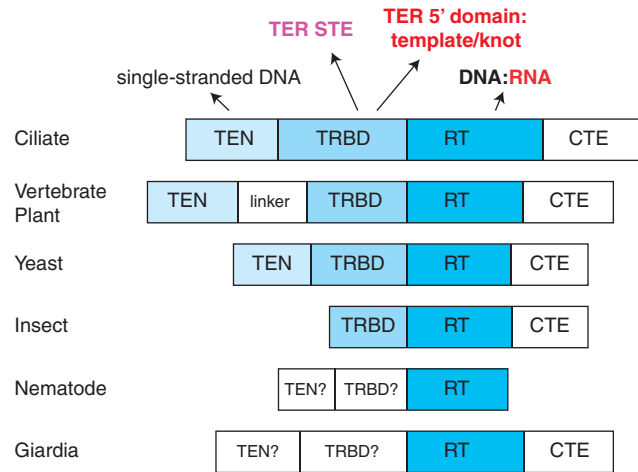 TER STE
TER 5’ domain:
template/knot
single-stranded DNA
DNA:RNA
Ciliate
TEN
TRBD
RT
CTE
Vertebrate
Plant
TEN
linker
TRBD
RT
CTE
Yeast
TEN
TRBD
RT
CTE
Insect
TRBD
RT
CTE
Nematode
TEN?
TRBD?
RT
Giardia
TEN?
TRBD?
RT
CTE